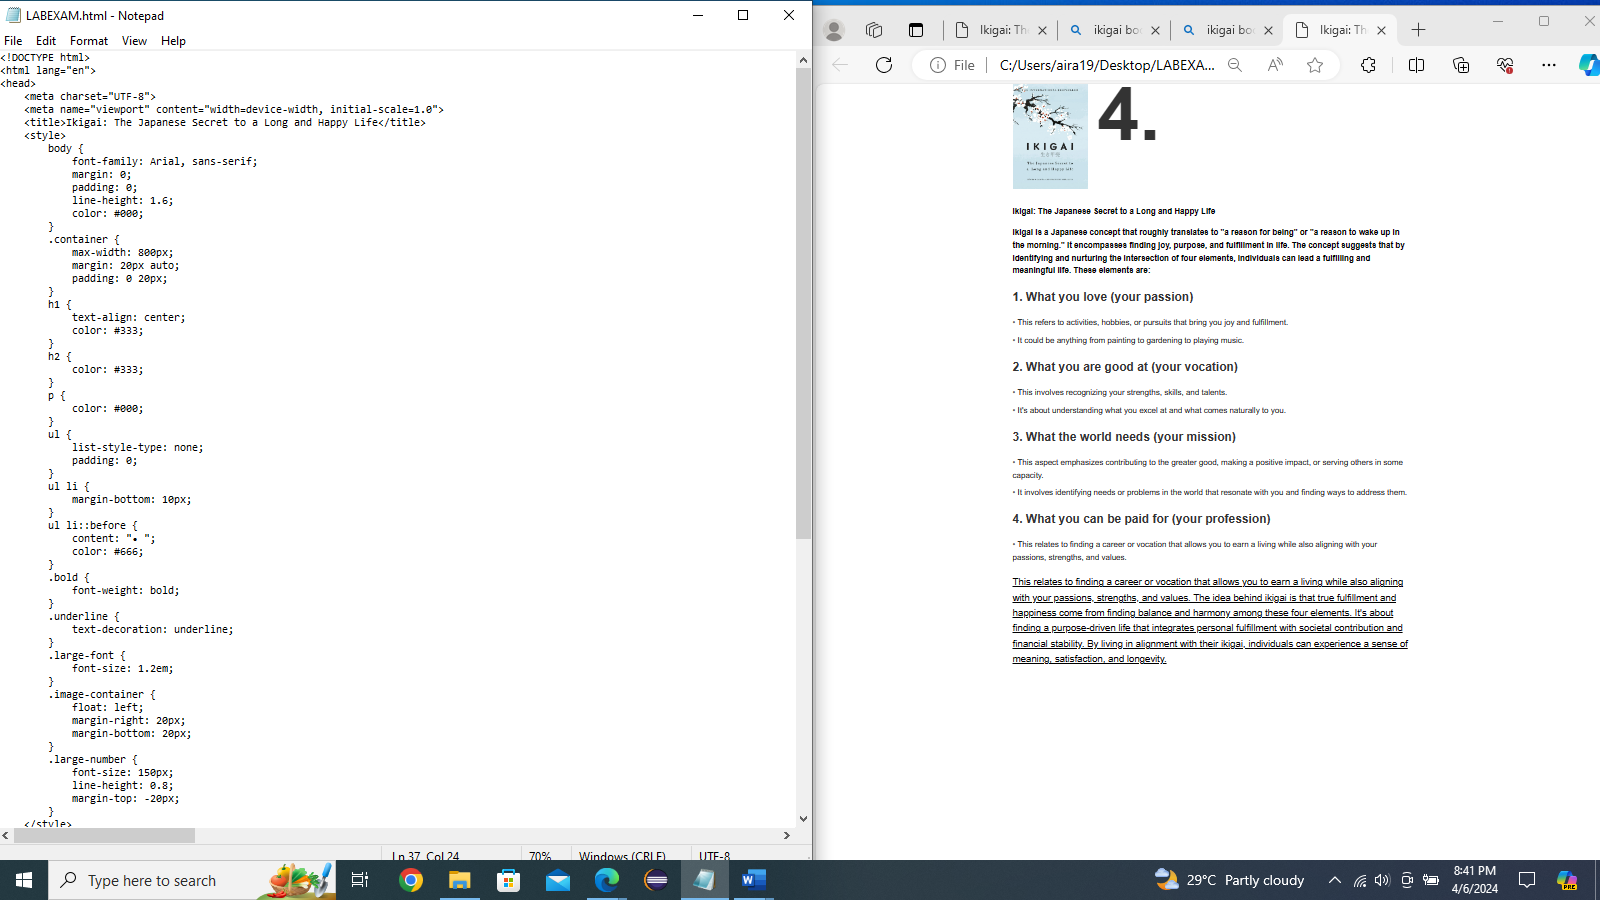 LABEXAM.html - Notepad
File Edit Format View Help
<!DOCTYPE html>
<html lang="en">
<head>
<meta charset="UTF-8">
<meta name="viewport" content="width=device-width, initial-scale=1.0">
<title>Ikigai: The Japanese Secret to a Long and Happy Life</title>
<style>
body {
font-family: Arial, sans-serif;
margin: 0;
padding: 0;
line-height: 1.6;
color: #000;
}
.container {
max-width: 800px;
margin: 20px auto;
padding: 0 20px;
}
h1 {
text-align: center;
color: #333;
}
h2 {
color: #333;
}
p {
color: #000;
}
ul {
list-style-type: none;
padding: 0;
}
ul li {
margin-bottom: 10px;
}
ul li::before {
content: "• ";
color: #666;
}
.bold {
font-weight: bold;
}
.underline {
text-decoration: underline;
}
.large-font {
font-size: 1.2em;
}
.image-container {
float: left;
margin-right: 20px;
margin-bottom: 20px;
}
.large-number {
font-size: 150px;
line-height: 0.8;
margin-top: -20px;
}
</style>
Ln 37, Col 24 70% Windows (CRLF) UTF-8
Ikigai: Th ikigai boo ikigai boo Ikigai: Th
File C:/Users/aira19/Desktop/LABEXA...
IKIGAI
The Japanese Secret to
a Long and Happy Life
4.
Ikigai: The Japanese Secret to a Long and Happy Life
Ikigai is a Japanese concept that roughly translates to "a reason for being" or "a reason to wake up in
the morning." It encompasses finding joy, purpose, and fulfillment in life. The concept suggests that by
identifying and nurturing the intersection of four elements, individuals can lead a fulfilling and
meaningful life. These elements are:
1. What you love (your passion)
• This refers to activities, hobbies, or pursuits that bring you joy and fulfillment.
• It could be anything from painting to gardening to playing music.
2. What you are good at (your vocation)
• This involves recognizing your strengths, skills, and talents.
• It's about understanding what you excel at and what comes naturally to you.
3. What the world needs (your mission)
• This aspect emphasizes contributing to the greater good, making a positive impact, or serving others in some
capacity.
• It involves identifying needs or problems in the world that resonate with you and finding ways to address them.
4. What you can be paid for (your profession)
• This relates to finding a career or vocation that allows you to earn a living while also aligning with your
passions, strengths, and values.
This relates to finding a career or vocation that allows you to earn a living while also aligning
with your passions, strengths, and values. The idea behind ikigai is that true fulfillment and
happiness come from finding balance and harmony among these four elements. It's about
finding a purpose-driven life that integrates personal fulfillment with societal contribution and
financial stability. By living in alignment with their ikigai, individuals can experience a sense of
meaning, satisfaction, and longevity.
Type here to search
29°C Partly cloudy
8:41 PM
4/6/2024